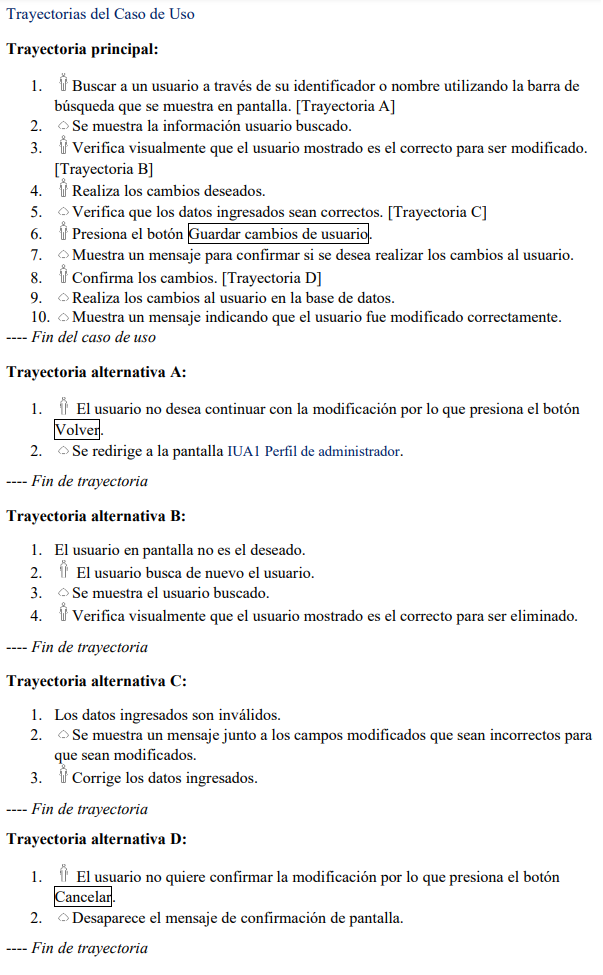 Trayectorias del Caso de Uso
Trayectoria principal:
1. Buscar a un usuario a través de su identificador o nombre utilizando la barra de
búsqueda que se muestra en pantalla. [Trayectoria A]
2. Se muestra la información usuario buscado.
3. Verifica visualmente que el usuario mostrado es el correcto para ser modificado.
[Trayectoria B]
4. Realiza los cambios deseados.
5. Verifica que los datos ingresados sean correctos. [Trayectoria C]
6. Presiona el botón Guardar cambios de usuario.
7. Muestra un mensaje para confirmar si se desea realizar los cambios al usuario.
8. Confirma los cambios. [Trayectoria D]
9. Realiza los cambios al usuario en la base de datos.
10. Muestra un mensaje indicando que el usuario fue modificado correctamente.
---- Fin del caso de uso
Trayectoria alternativa A:
1. El usuario no desea continuar con la modificación por lo que presiona el botón
Volver.
2. Se redirige a la pantalla IUA1 Perfil de administrador.
---- Fin de trayectoria
Trayectoria alternativa B:
1. El usuario en pantalla no es el deseado.
2. El usuario busca de nuevo el usuario.
3. Se muestra el usuario buscado.
4. Verifica visualmente que el usuario mostrado es el correcto para ser eliminado.
---- Fin de trayectoria
Trayectoria alternativa C:
1. Los datos ingresados son inválidos.
2. Se muestra un mensaje junto a los campos modificados que sean incorrectos para
que sean modificados.
3. Corrige los datos ingresados.
---- Fin de trayectoria
Trayectoria alternativa D:
1. El usuario no quiere confirmar la modificación por lo que presiona el botón
Cancelar.
2. Desaparece el mensaje de confirmación de pantalla.
---- Fin de trayectoria